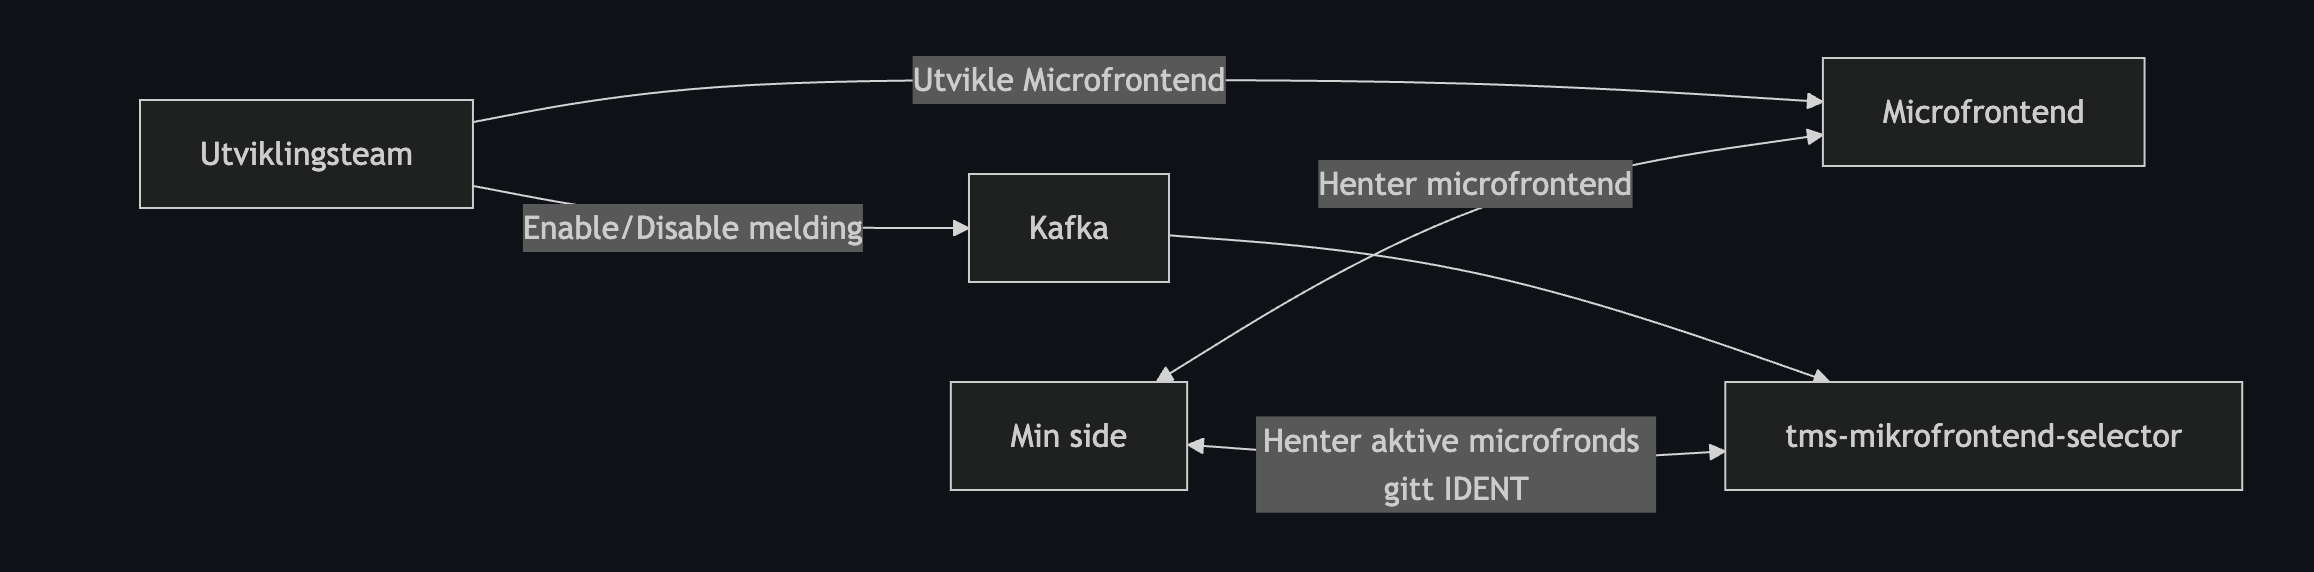 Utvikle Microfrontend
Microfrontend
Utviklingsteam
Henter microfrontend
Enable/Disable melding
Kafka
Min side
Henter aktive microfronds
gitt IDENT
tms-mikrofrontend-selector